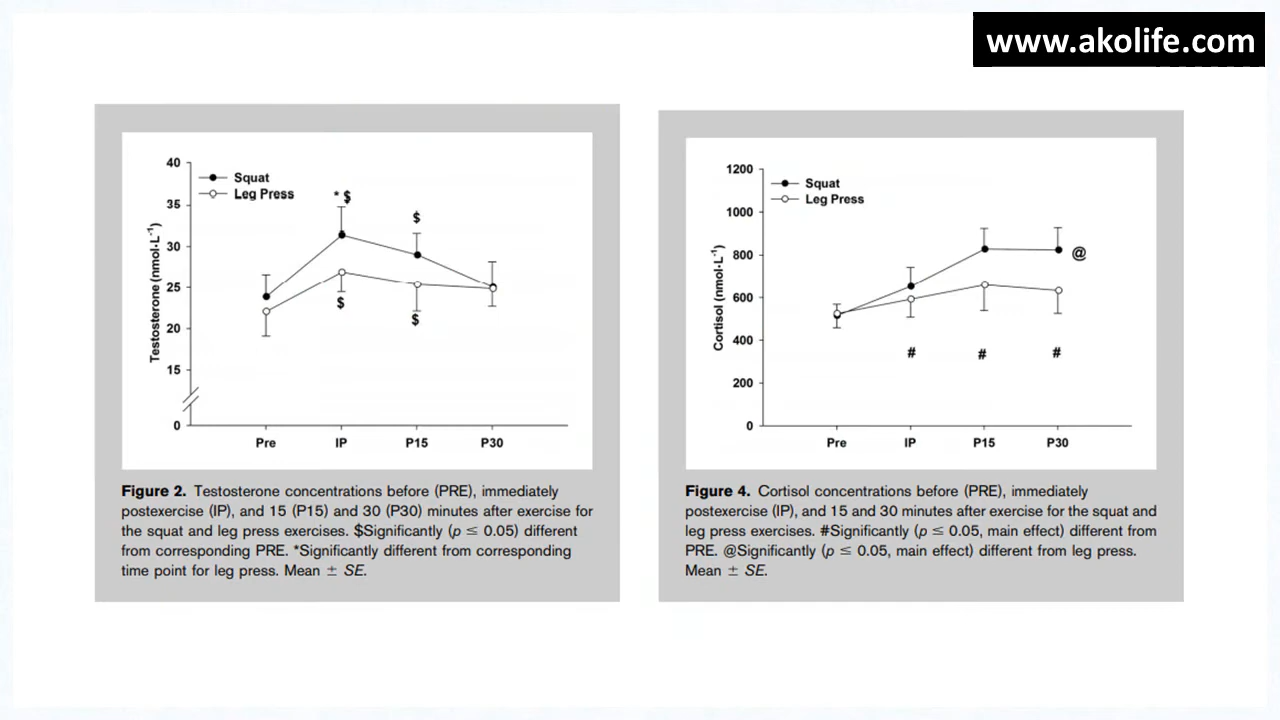 www.akolife.com
40
35
30
25
20
15
0
Testosterone (nmol·L⁻¹)
Squat
Leg Press
* $
$
$
$
Pre IP P15 P30
Figure 2. Testosterone concentrations before (PRE), immediately
postexercise (IP), and 15 (P15) and 30 (P30) minutes after exercise for
the squat and leg press exercises. $Significantly (p ≤ 0.05) different
from corresponding PRE. *Significantly different from corresponding
time point for leg press. Mean ± SE.
1200
1000
800
600
400
200
0
Cortisol (nmol·L⁻¹)
Squat
Leg Press
@
# # #
Pre IP P15 P30
Figure 4. Cortisol concentrations before (PRE), immediately
postexercise (IP), and 15 and 30 minutes after exercise for the squat and
leg press exercises. #Significantly (p ≤ 0.05, main effect) different from
PRE. @Significantly (p ≤ 0.05, main effect) different from leg press.
Mean ± SE.